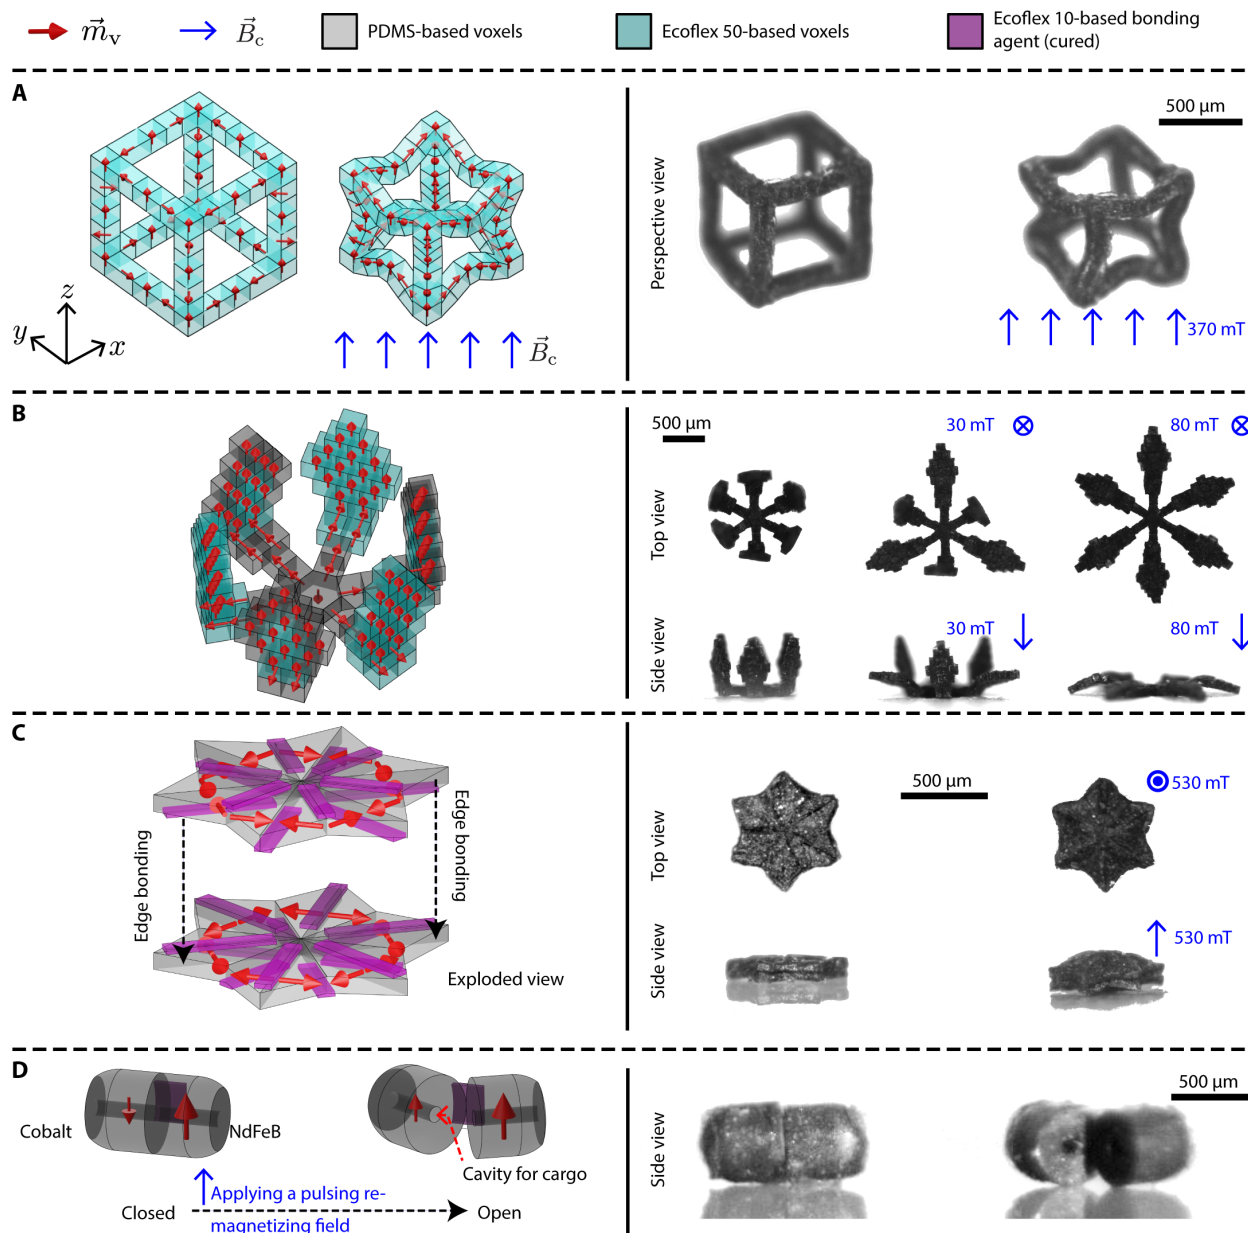 m⃗v
B⃗c
PDMS-based voxels
Ecoflex 50-based voxels
Ecoflex 10-based bonding
agent (cured)
A
z
y
x
B⃗c
Perspective view
500 μm
370 mT
B
500 μm
30 mT
80 mT
Top view
30 mT
80 mT
Side view
C
Edge bonding
Edge bonding
Exploded view
500 μm
530 mT
Top view
530 mT
Side view
D
Cobalt
NdFeB
Cavity for cargo
Applying a pulsing re-
magnetizing field
Closed
Open
500 μm
Side view